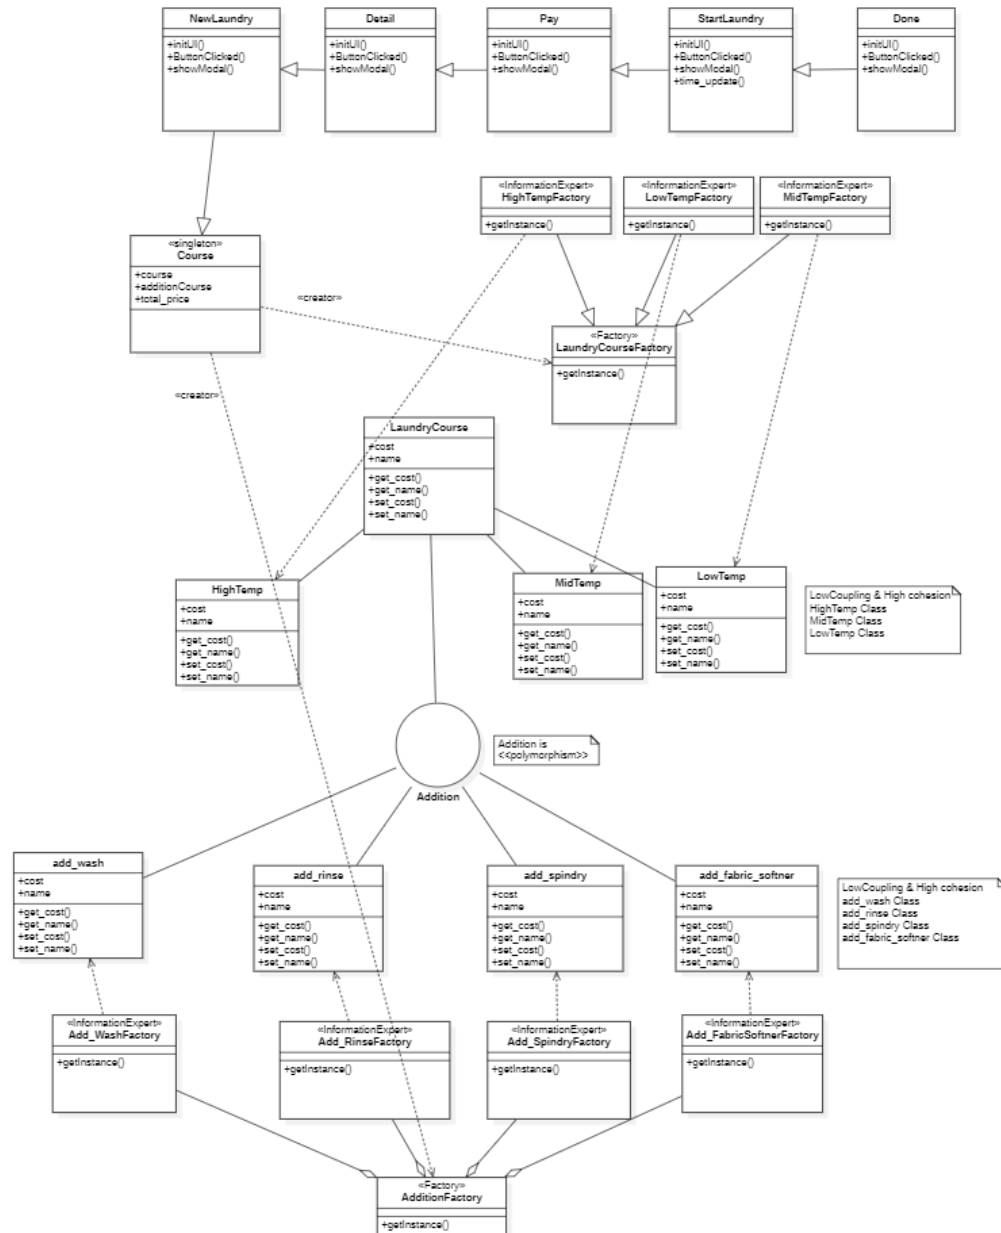 NewLaundry
+initUI()
+ButtonClicked()
+showModal()
Detail
+initUI()
+ButtonClicked()
+showModal()
Pay
+initUI()
+ButtonClicked()
+showModal()
StartLaundry
+initUI()
+ButtonClicked()
+showModal()
+time_update()
Done
+initUI()
+showModal()
«InformationExpert»
HighTempFactory
+getInstance()
«InformationExpert»
LowTempFactory
+getInstance()
«InformationExpert»
MidTempFactory
+getInstance()
«singleton»
Course
+course
+additionCourse
+total_price
«creator»
«creator»
«Factory»
LaundryCourseFactory
+getInstance()
LaundryCourse
#cost
+name
+get_cost()
+get_name()
+set_cost()
+set_name()
HighTemp
+cost
+name
+get_cost()
+get_name()
+set_cost()
+set_name()
MidTemp
+cost
+name
+get_cost()
+get_name()
+set_cost()
+set_name()
LowTemp
+cost
+name
+get_cost()
+get_name()
+set_cost()
+set_name()
LowCoupling & High cohesion
HighTemp Class
MidTemp Class
LowTemp Class
Addition is
<<polymorphism>>
Addition
add_wash
+cost
+name
+get_cost()
+get_name()
+set_cost()
+set_name()
add_rinse
+cost
+name
+get_cost()
+get_name()
+set_cost()
+set_name()
add_spindry
+cost
+name
+get_cost()
+get_name()
+set_cost()
+set_name()
add_fabric_softner
+cost
+name
+get_cost()
+get_name()
+set_cost()
+set_name()
LowCoupling & High cohesion
add_wash Class
add_rinse Class
add_spindry Class
add_fabric_softner Class
«InformationExpert»
Add_WashFactory
+getInstance()
«InformationExpert»
Add_RinseFactory
+getInstance()
«InformationExpert»
Add_SpindryFactory
+getInstance()
«InformationExpert»
Add_FabricSoftnerFactory
+getInstance()
«Factory»
AdditionFactory
+getInstance()